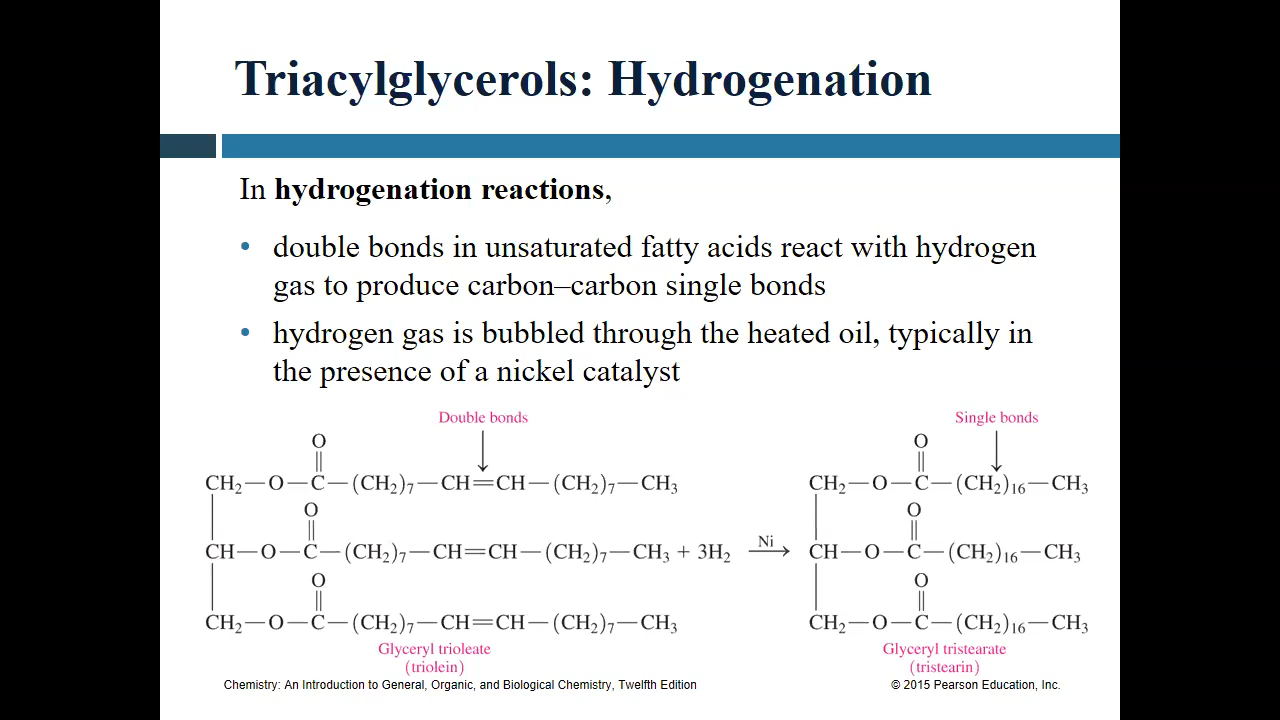 Triacylglycerols: Hydrogenation
In hydrogenation reactions,
• double bonds in unsaturated fatty acids react with hydrogen
gas to produce carbon–carbon single bonds
• hydrogen gas is bubbled through the heated oil, typically in
the presence of a nickel catalyst
Double bonds Single bonds
O O
CH₂—O—C—(CH₂)₇—CH=CH—(CH₂)₇—CH₃ CH₂—O—C—(CH₂)₁₆—CH₃
O O
CH—O—C—(CH₂)₇—CH=CH—(CH₂)₇—CH₃ + 3H₂ Ni → CH—O—C—(CH₂)₁₆—CH₃
O O
CH₂—O—C—(CH₂)₇—CH=CH—(CH₂)₇—CH₃ CH₂—O—C—(CH₂)₁₆—CH₃
Glyceryl trioleate Glyceryl tristearate
(triolein) (tristearin)
Chemistry: An Introduction to General, Organic, and Biological Chemistry, Twelfth Edition © 2015 Pearson Education, Inc.